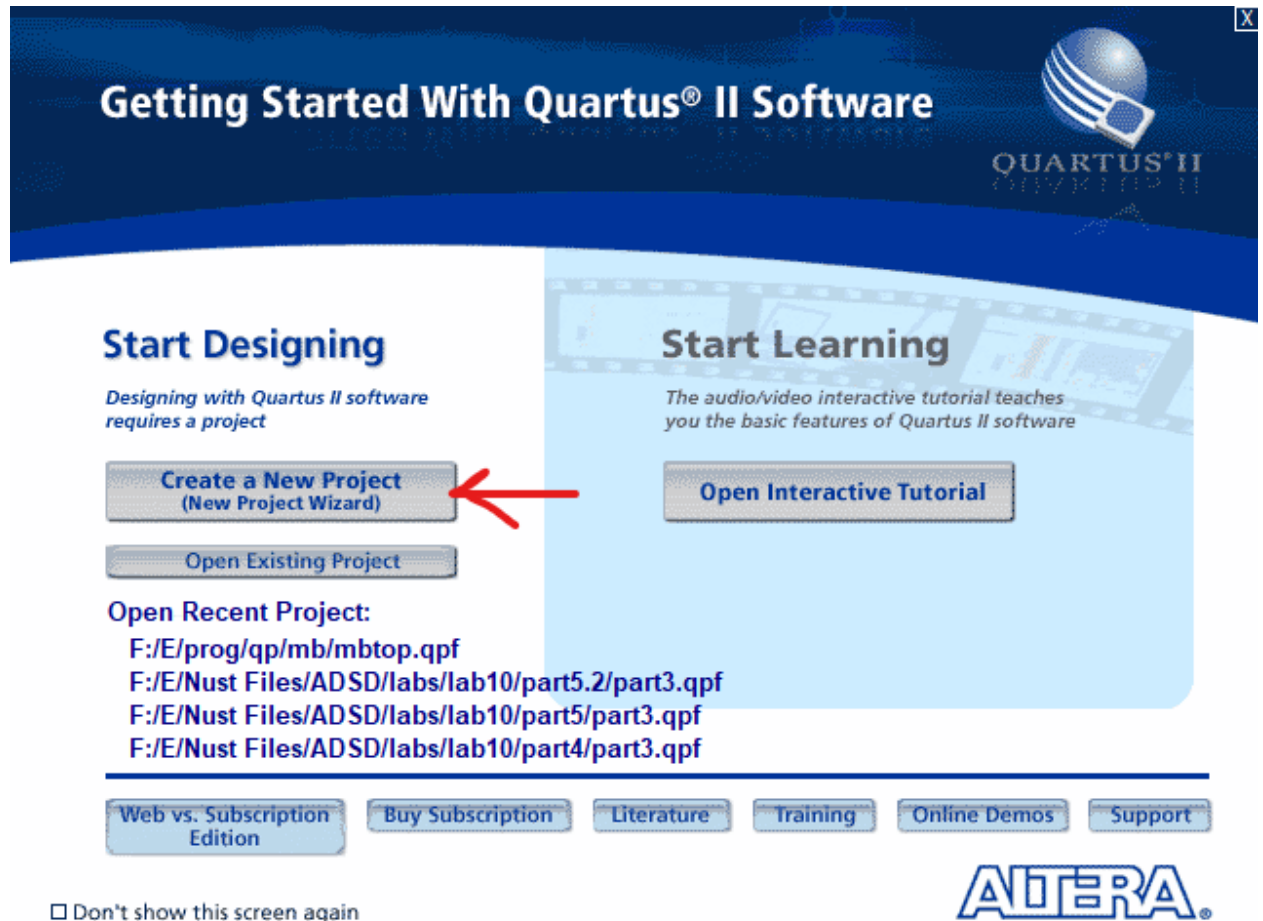 X
Getting Started With Quartus® II Software
QUARTUS® II
Start Designing
Designing with Quartus II software
requires a project
Create a New Project
(New Project Wizard)
Open Existing Project
Open Recent Project:
F:/E/prog/qp/mb/mbtop.qpf
F:/E/Nust Files/ADSD/labs/lab10/part5.2/part3.qpf
F:/E/Nust Files/ADSD/labs/lab10/part5/part3.qpf
F:/E/Nust Files/ADSD/labs/lab10/part4/part3.qpf
Start Learning
The audio/video interactive tutorial teaches
you the basic features of Quartus II software
Open Interactive Tutorial
Web vs. Subscription
Edition
Buy Subscription
Literature
Training
Online Demos
Support
Don't show this screen again
ALTERA®